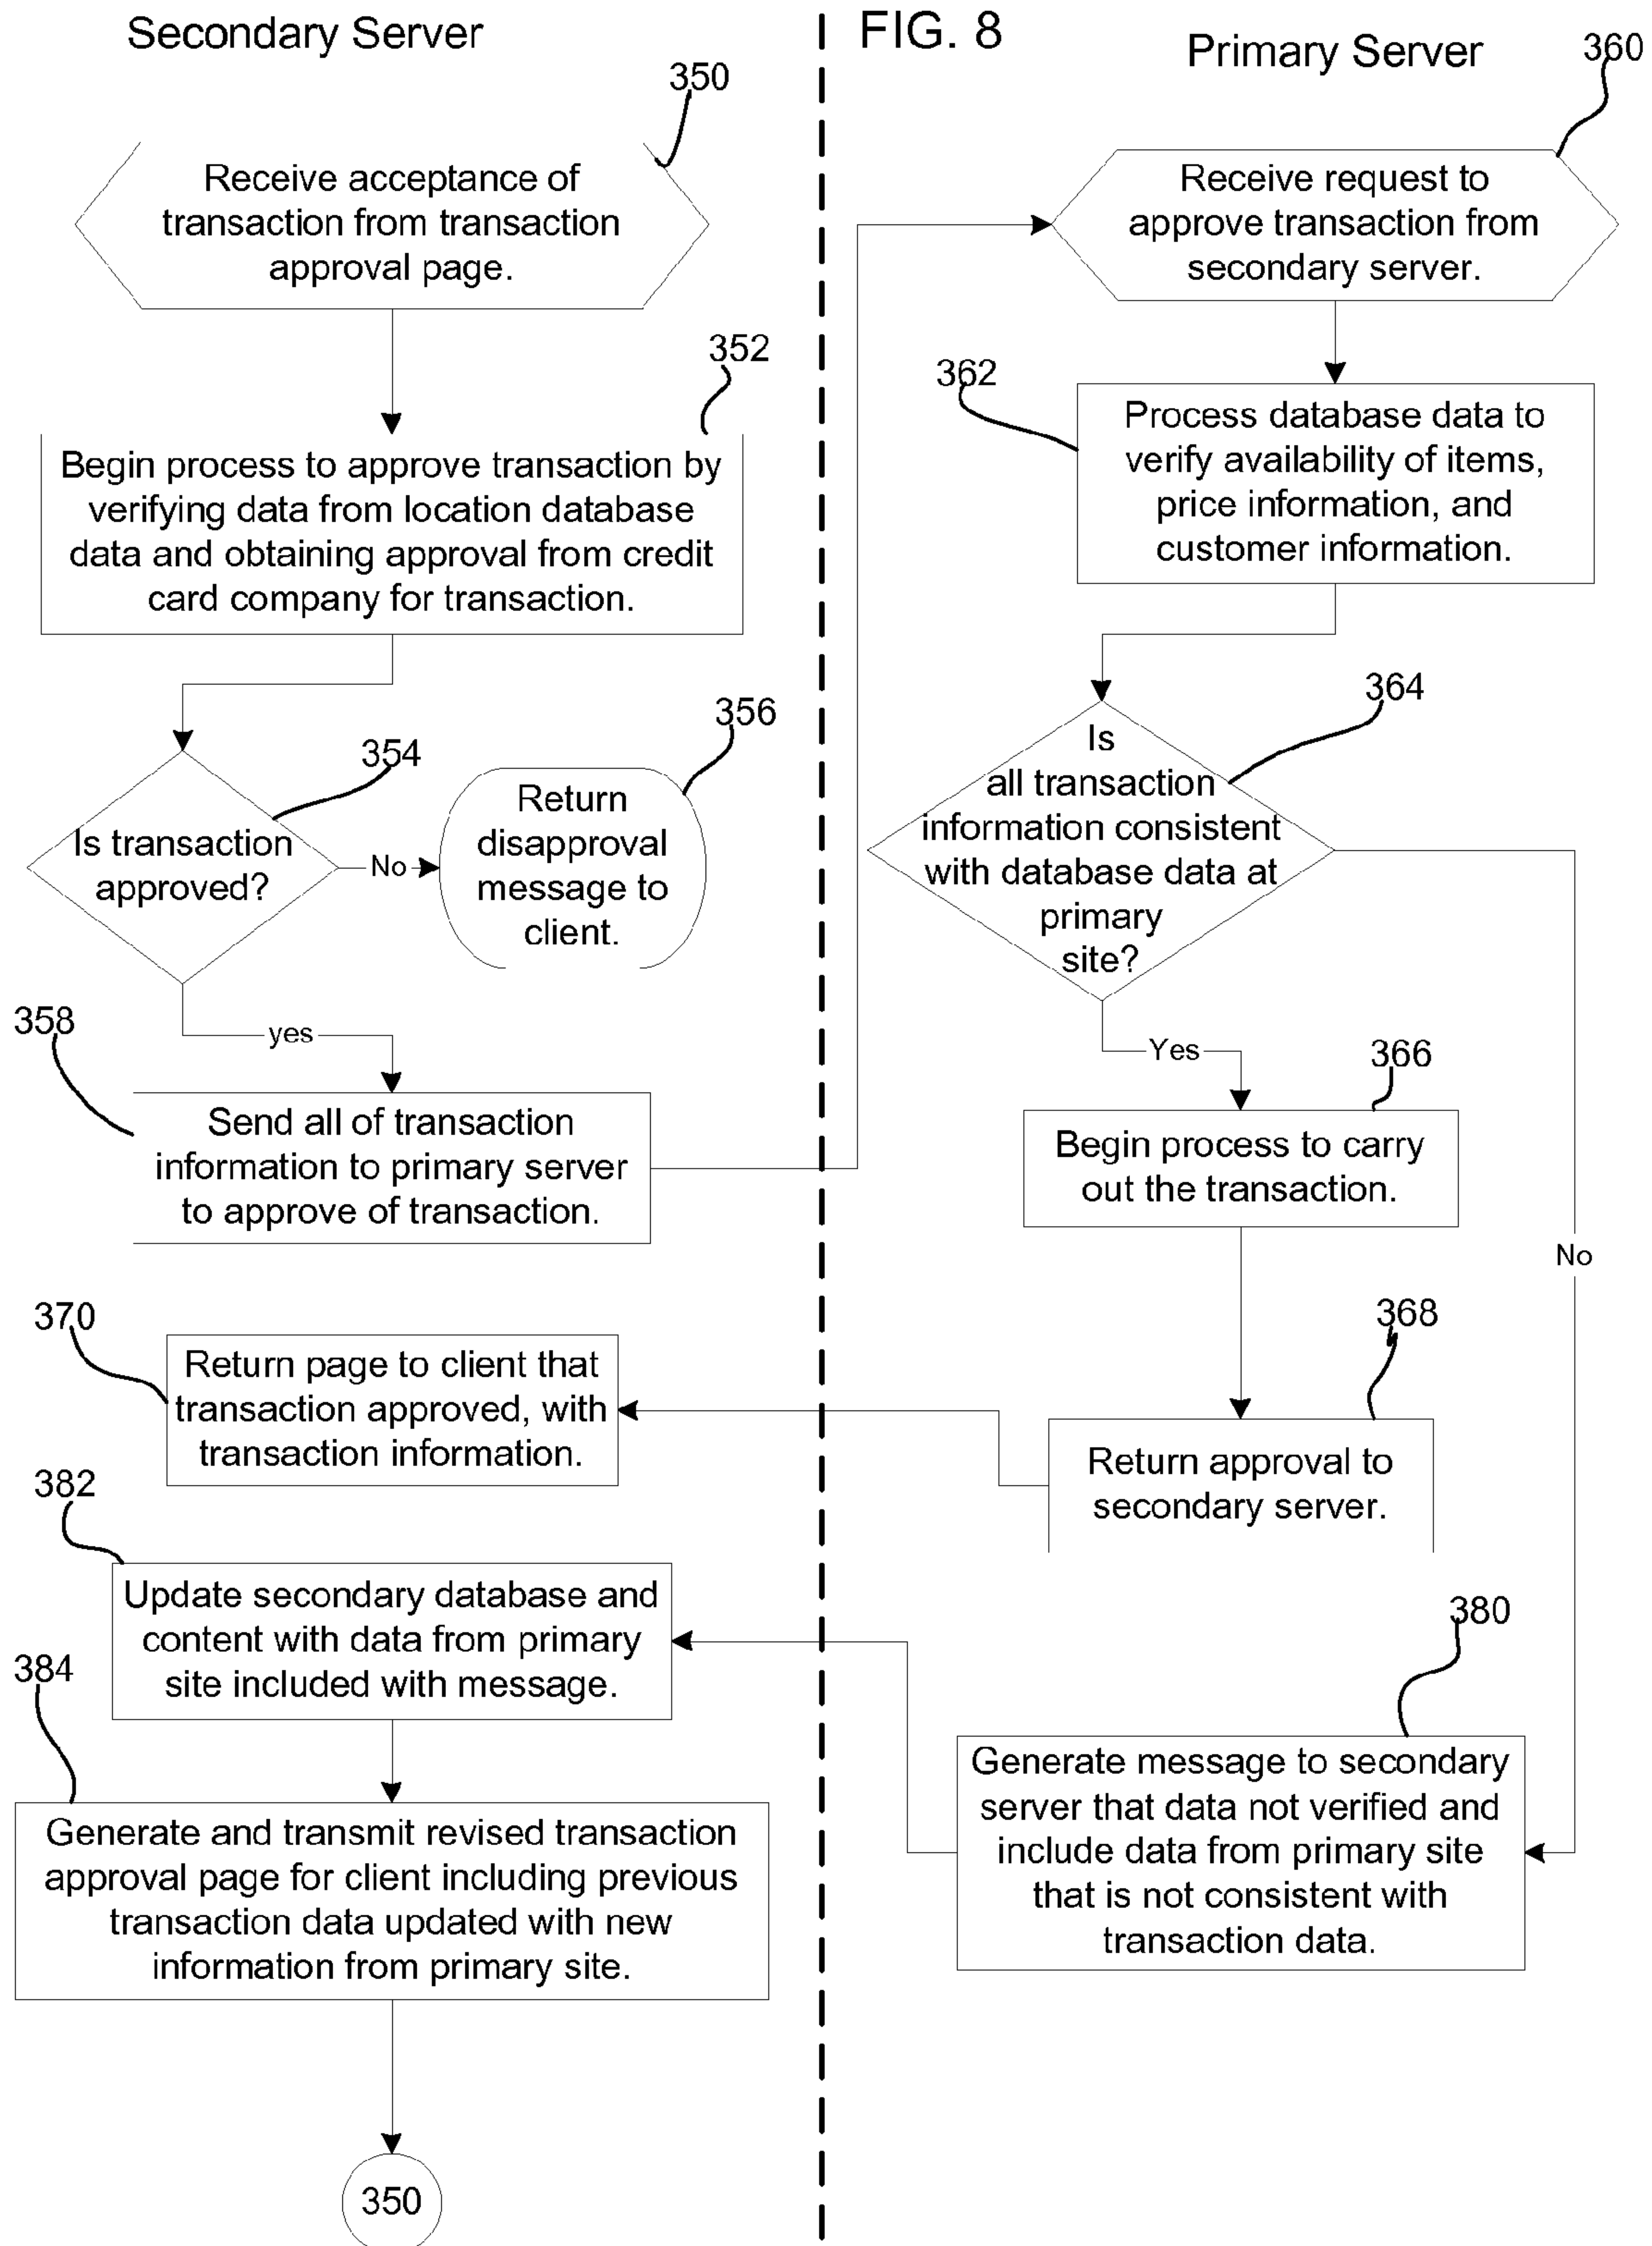 Secondary Server
FIG. 8
Primary Server
350
Receive acceptance of
transaction from transaction
approval page.
352
Begin process to approve transaction by
verifying data from location database
data and obtaining approval from credit
card company for transaction.
354
Is transaction
approved?
No
356
Return
disapproval
message to
client.
yes
358
Send all of transaction
information to primary server
to approve of transaction.
360
Receive request to
approve transaction from
secondary server.
362
Process database data to
verify availability of items,
price information, and
customer information.
364
Is
all transaction
information consistent
with database data at
primary
site?
Yes
No
366
Begin process to carry
out the transaction.
368
Return approval to
secondary server.
370
Return page to client that
transaction approved, with
transaction information.
380
Generate message to secondary
server that data not verified and
include data from primary site
that is not consistent with
transaction data.
382
Update secondary database and
content with data from primary
site included with message.
384
Generate and transmit revised transaction
approval page for client including previous
transaction data updated with new
information from primary site.
350